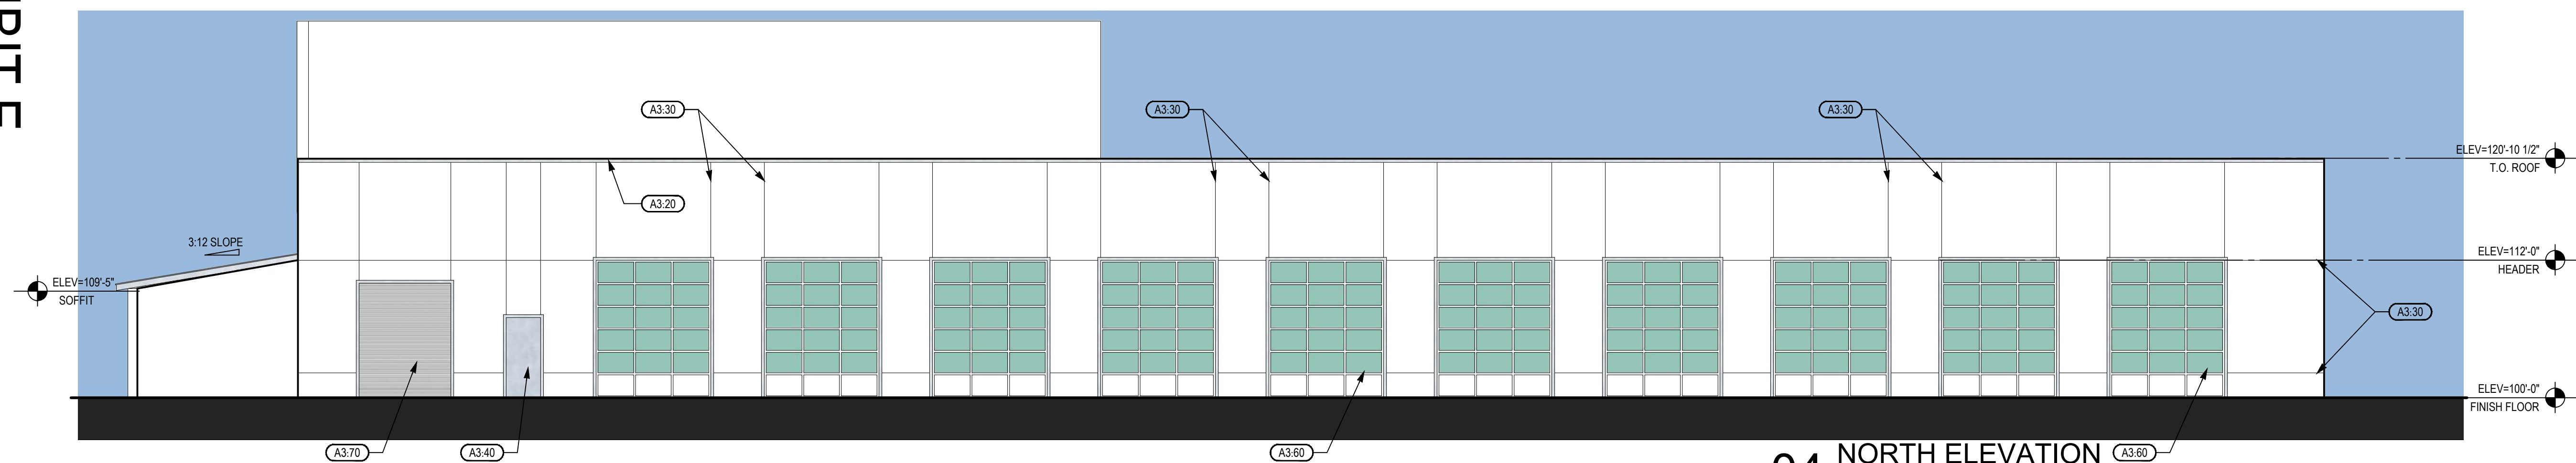 A3:30
A3:30
A3:30
ELEV=120'-10 1/2"
T.O. ROOF
A3:20
3:12 SLOPE
ELEV=112'-0"
HEADER
ELEV=109'-5"
SOFFIT
A3:30
ELEV=100'-0"
FINISH FLOOR
A3:70
A3:40
A3:60
NORTH ELEVATION
A3:60